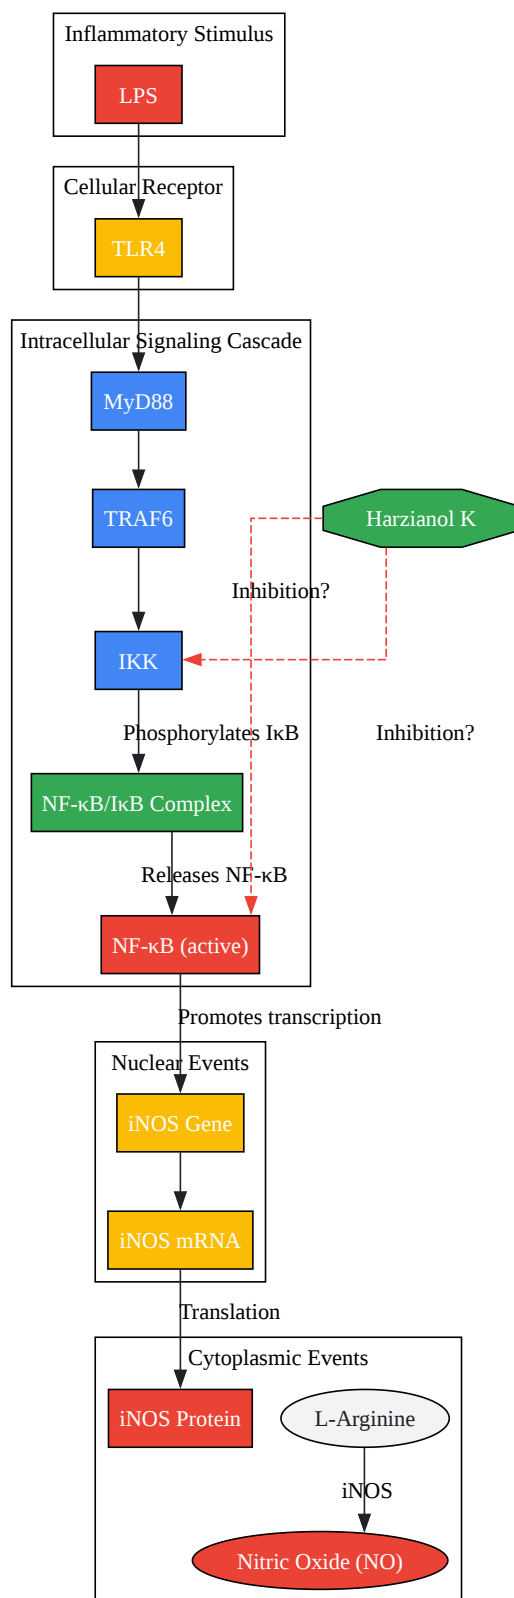 Inflammatory Stimulus
LPS
Cellular Receptor
TLR4
Intracellular Signaling Cascade
MyD88
TRAF6
Harzianol K
Inhibition?
IKK
Phosphorylates IκB
Inhibition?
NF-κB/IκB Complex
Releases NF-κB
NF-κB (active)
Promotes transcription
Nuclear Events
iNOS Gene
iNOS mRNA
Translation
Cytoplasmic Events
iNOS Protein
L-Arginine
iNOS
Nitric Oxide (NO)